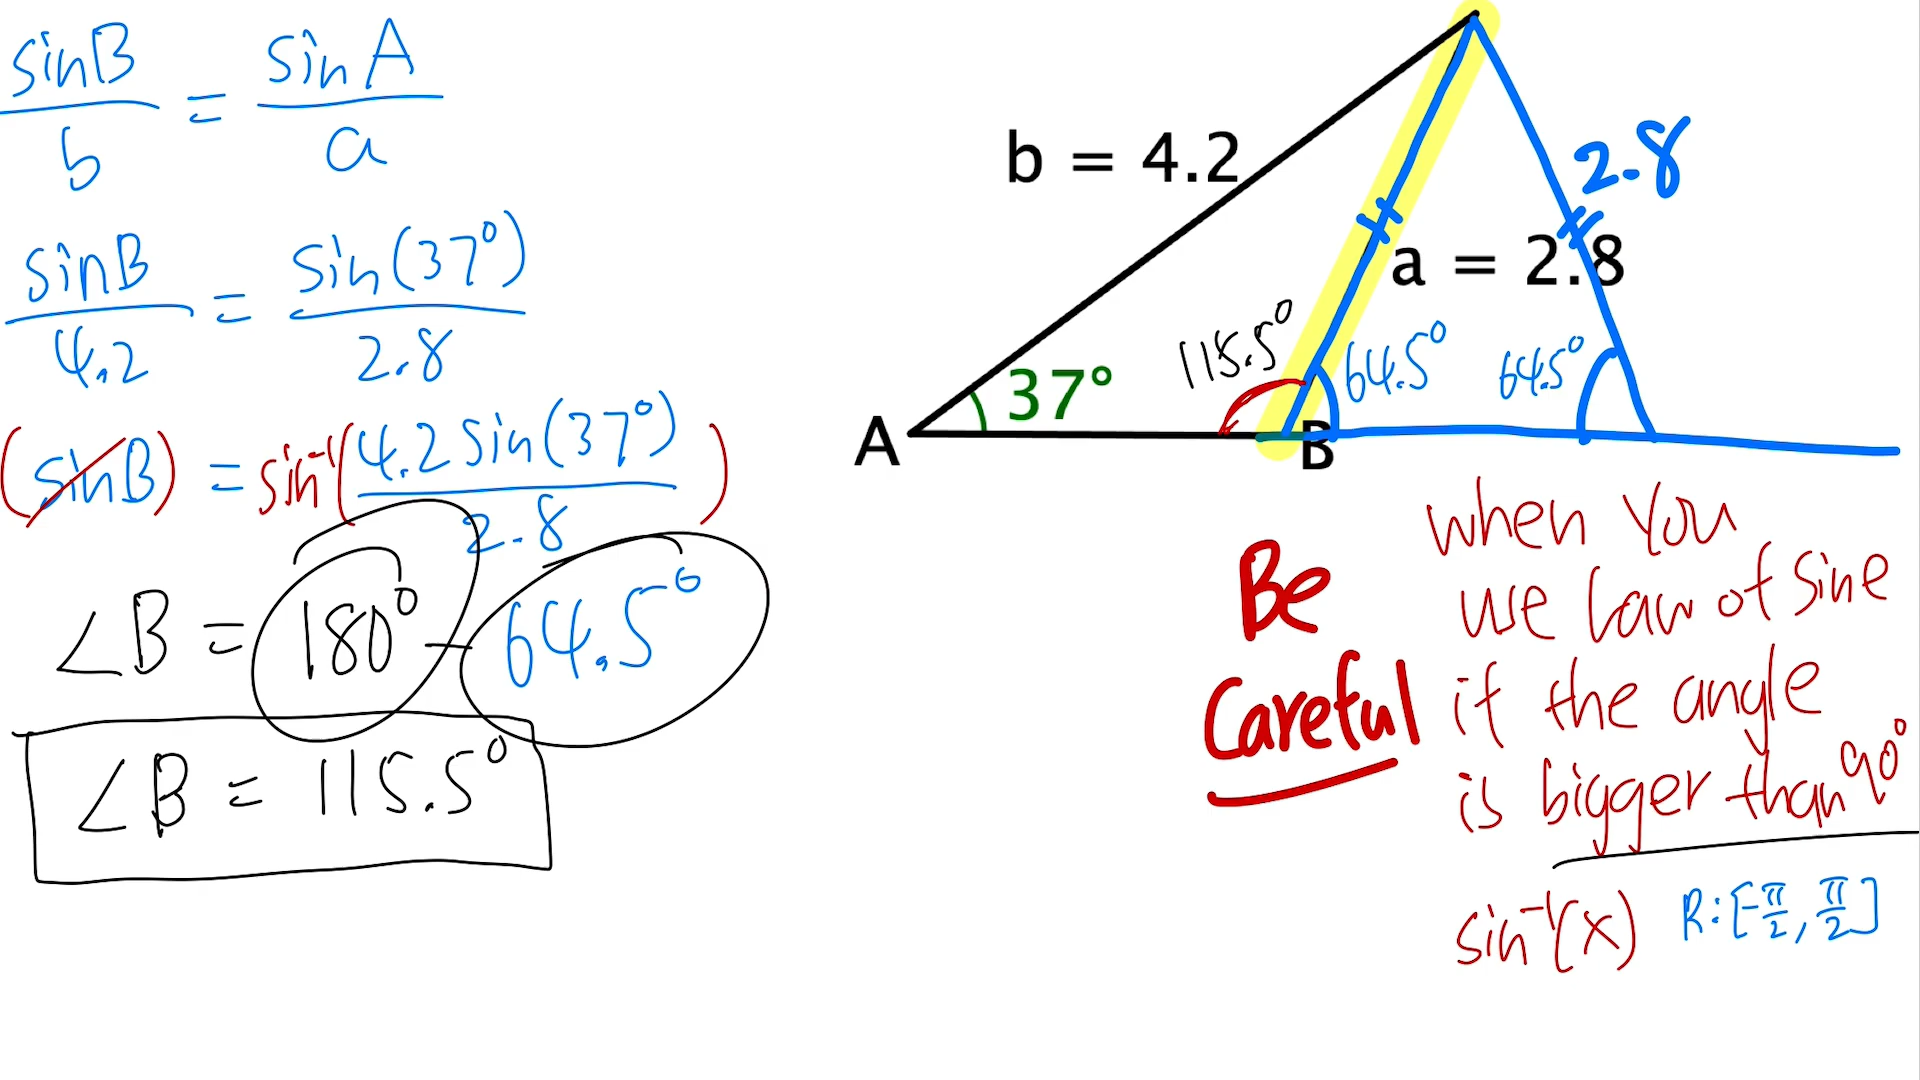 sinB/b = sinA/a
sinB/4.2 = sin(37°)/2.8
(sinB) = sin⁻¹(4.2 sin(37°)/2.8)
∠B = 180° - 64.5°
∠B = 115.5°
b = 4.2
2.8
a = 2.8
115.5°
64.5°
64.5°
37°
A
B
Be
Careful
when you
use law of sine
if the angle
is bigger than 90°
sin⁻¹(x) R:[-π/2, π/2]